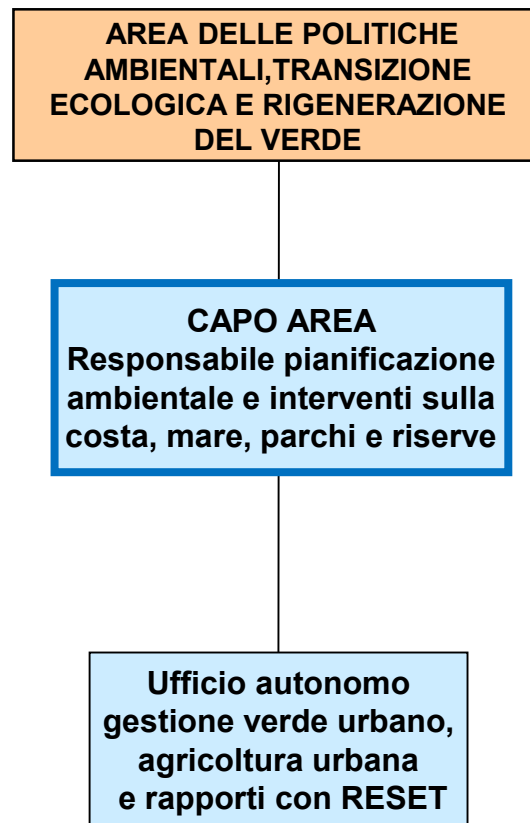 AREA DELLE POLITICHE
AMBIENTALI,TRANSIZIONE
ECOLOGICA E RIGENERAZIONE
DEL VERDE
CAPO AREA
Responsabile pianificazione
ambientale e interventi sulla
costa, mare, parchi e riserve
Ufficio autonomo
gestione verde urbano,
agricoltura urbana
e rapporti con RESET